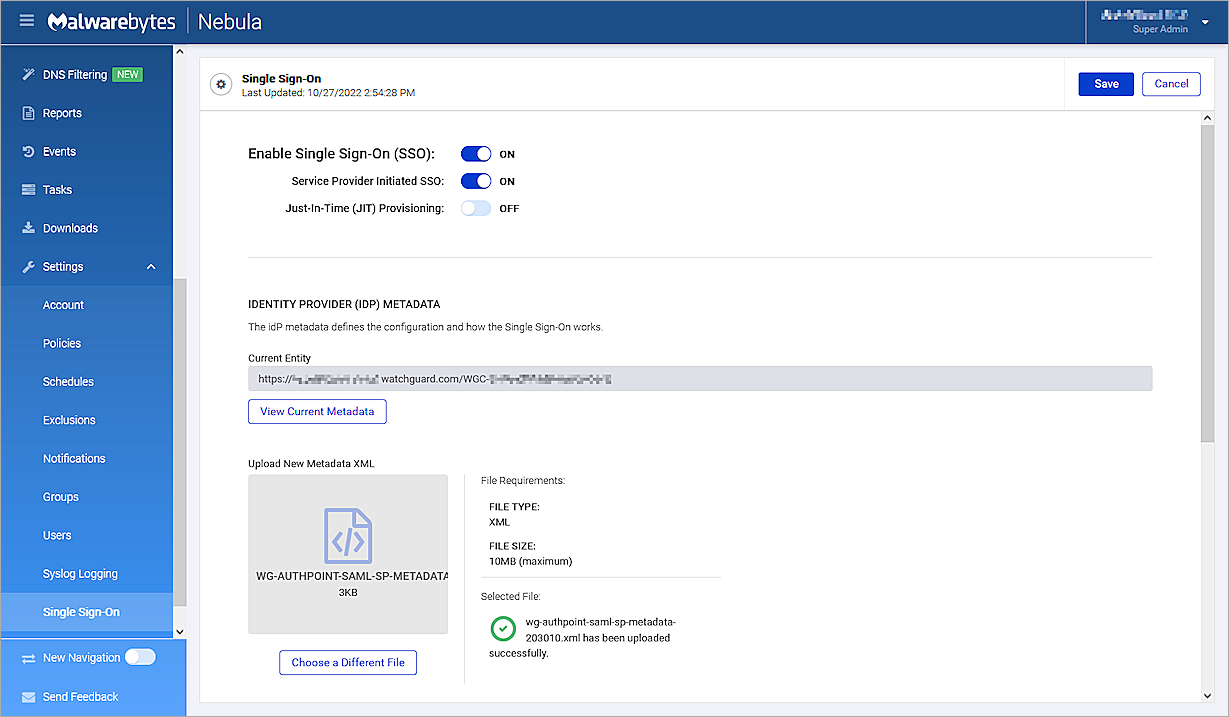 Malwarebytes Nebula
Super Admin
DNS Filtering NEW
Reports
Events
Tasks
Downloads
Settings
Account
Policies
Schedules
Exclusions
Notifications
Groups
Users
Syslog Logging
Single Sign-On
New Navigation
Send Feedback
Single Sign-On
Last Updated: 10/27/2022 2:54:28 PM
Save Cancel
Enable Single Sign-On (SSO): ON
Service Provider Initiated SSO: ON
Just-In-Time (JIT) Provisioning: OFF
IDENTITY PROVIDER (IDP) METADATA
The idP metadata defines the configuration and how the Single Sign-On works.
Current Entity
https:// watchguard.com/WGC-
View Current Metadata
Upload New Metadata XML
WG-AUTHPOINT-SAML-SP-METADATA
3KB
Choose a Different File
File Requirements:
FILE TYPE:
XML
FILE SIZE:
10MB (maximum)
Selected File:
wg-authpoint-saml-sp-metadata-
203010.xml has been uploaded
successfully.